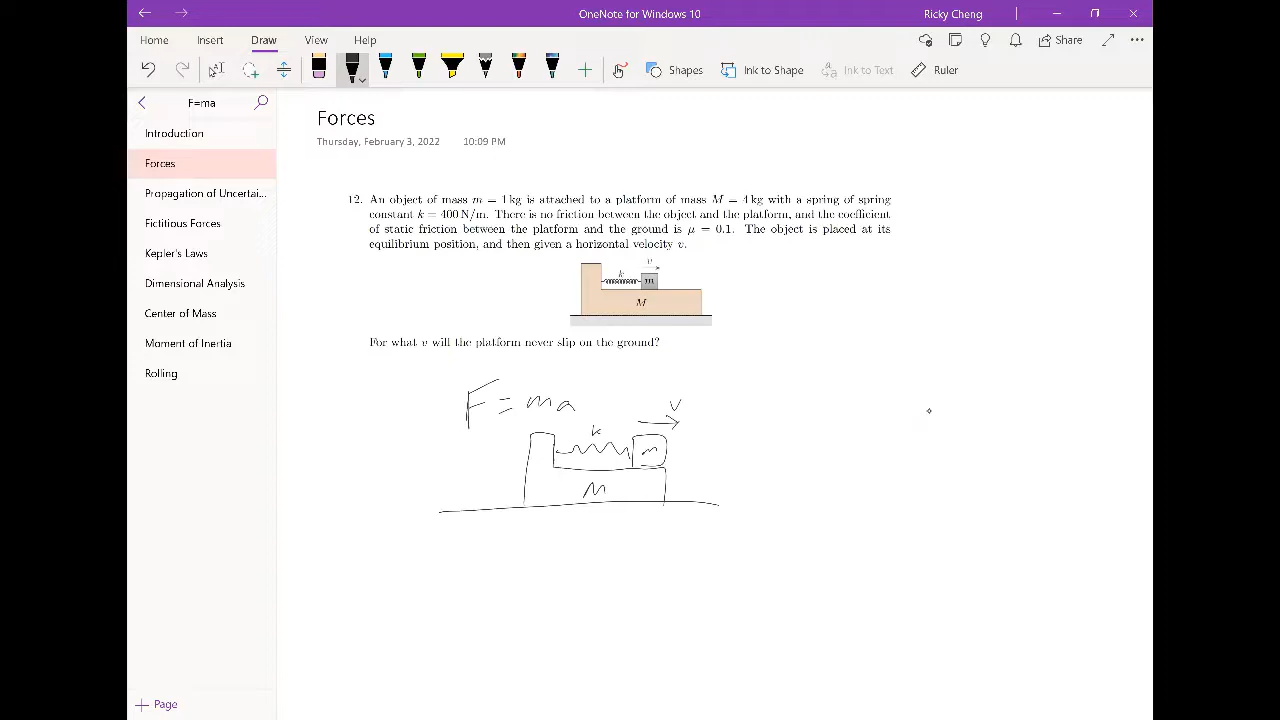 OneNote for Windows 10
Ricky Cheng
Home Insert Draw View Help
Share
Shapes Ink to Shape Ink to Text Ruler
F=ma
Introduction
Forces
Propagation of Uncertai...
Fictitious Forces
Kepler's Laws
Dimensional Analysis
Center of Mass
Moment of Inertia
Rolling
Page
Forces
Thursday, February 3, 2022 10:09 PM
12. An object of mass m = 1 kg is attached to a platform of mass M = 4 kg with a spring of spring
constant k = 400 N/m. There is no friction between the object and the platform, and the coefficient
of static friction between the platform and the ground is μ = 0.1. The object is placed at its
equilibrium position, and then given a horizontal velocity v.
v
k
m
M
For what v will the platform never slip on the ground?
F = ma
v
k
m
M